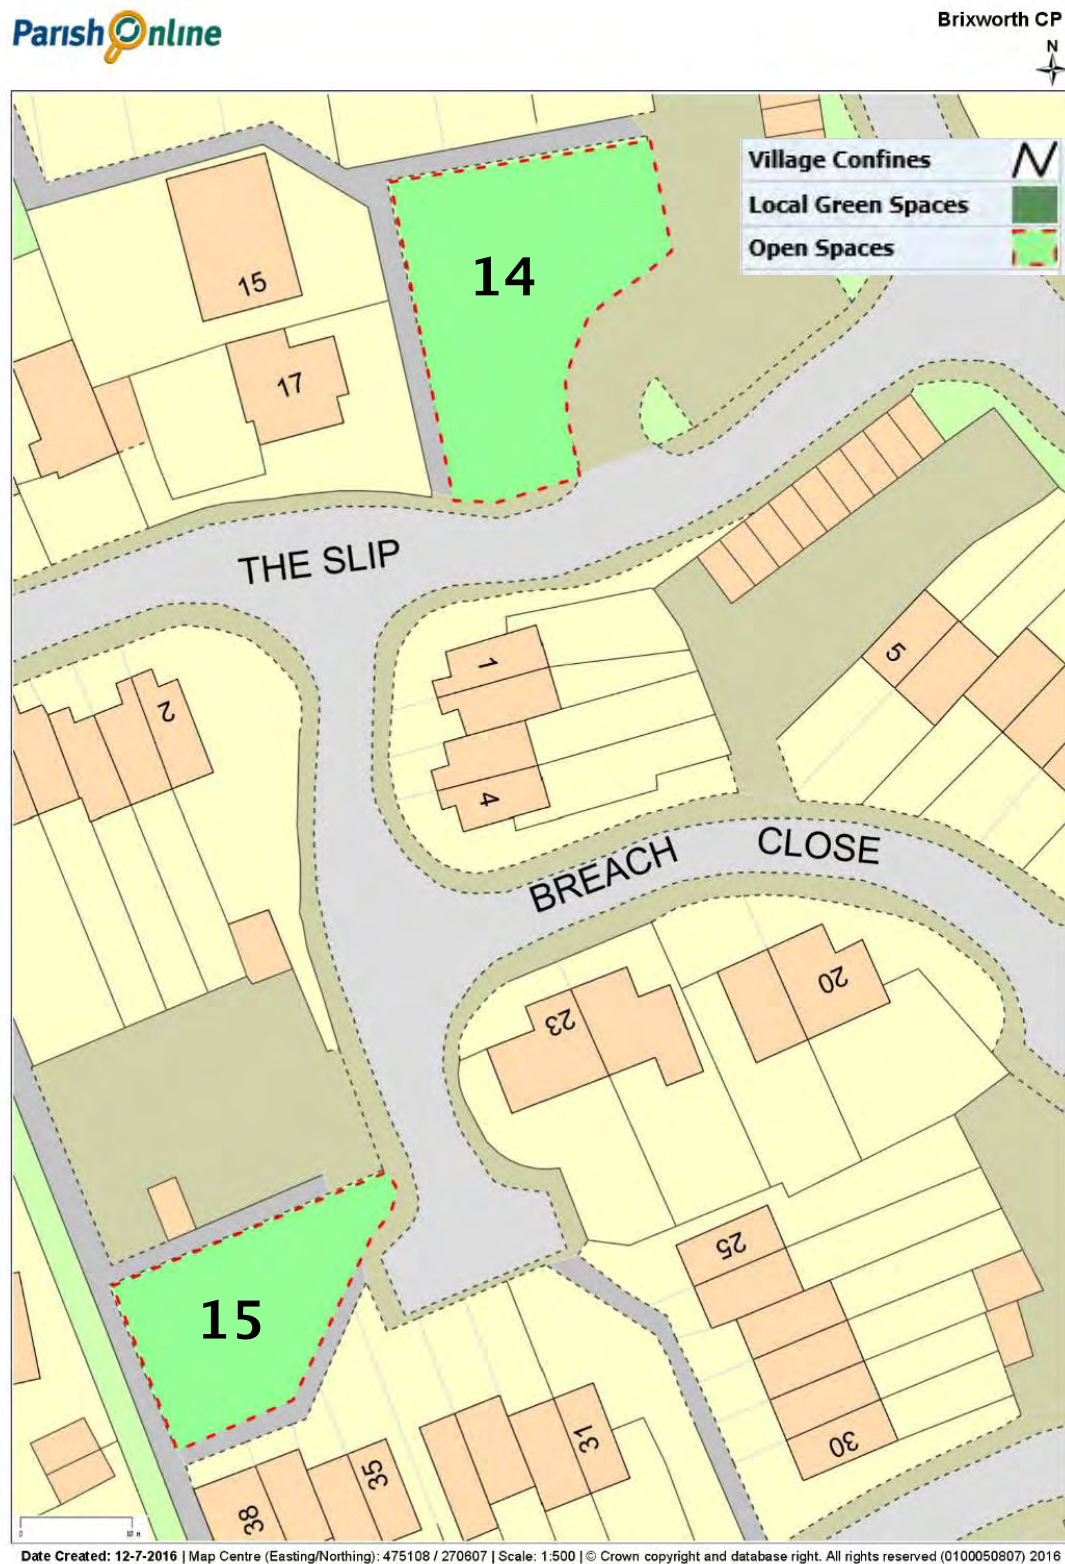 Parish Online
Brixworth CP
N
Village Confines
Local Green Spaces
Open Spaces
14
15
17
THE SLIP
1
5
2
4
BREACH CLOSE
20
23
25
15
31
30
35
38
Date Created: 12-7-2016 | Map Centre (Easting/Northing): 475108 / 270607 | Scale: 1:500 | © Crown copyright and database right. All rights reserved (0100050807) 2016